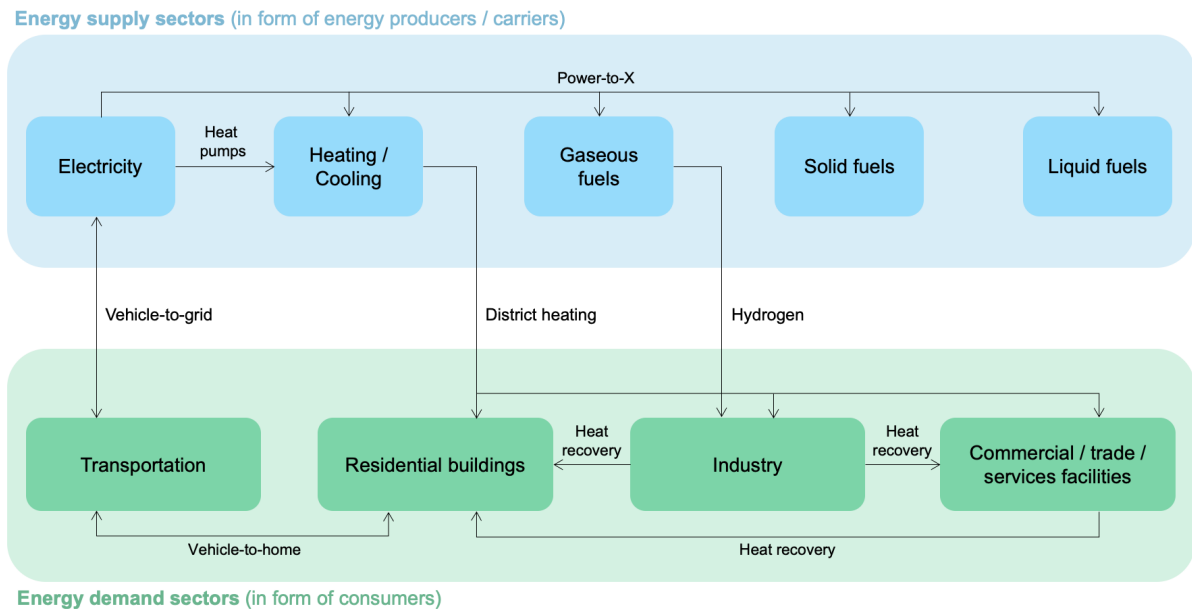 Energy supply sectors (in form of energy producers / carriers)
Power-to-X
Electricity
Heat
pumps
Heating /
Cooling
Gaseous
fuels
Solid fuels
Liquid fuels
Vehicle-to-grid
District heating
Hydrogen
Transportation
Residential buildings
Heat
recovery
Industry
Heat
recovery
Commercial / trade /
services facilities
Vehicle-to-home
Heat recovery
Energy demand sectors (in form of consumers)